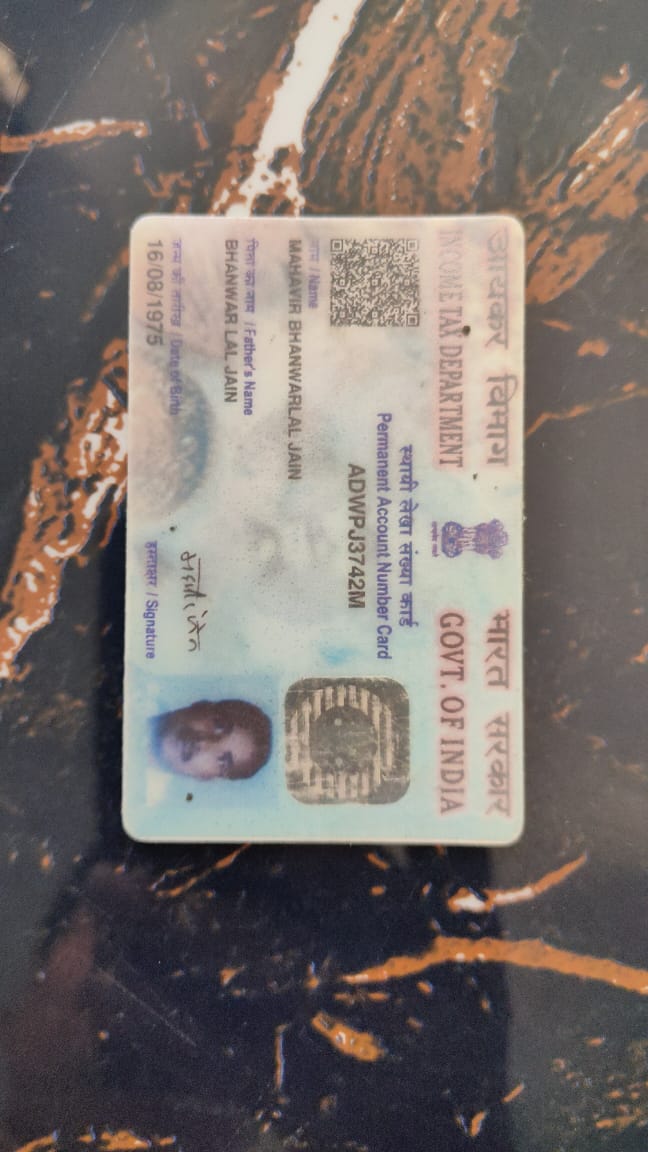 आयकर विभाग
INCOME TAX DEPARTMENT
भारत सरकार
GOVT. OF INDIA
स्थायी लेखा संख्या कार्ड
Permanent Account Number Card
ADWPJ3742M
नाम / Name
MAHAVIR BHANWARLAL JAIN
पिता का नाम / Father's Name
BHANWAR LAL JAIN
जन्म की तारीख / Date of Birth
16/08/1975
हस्ताक्षर / Signature